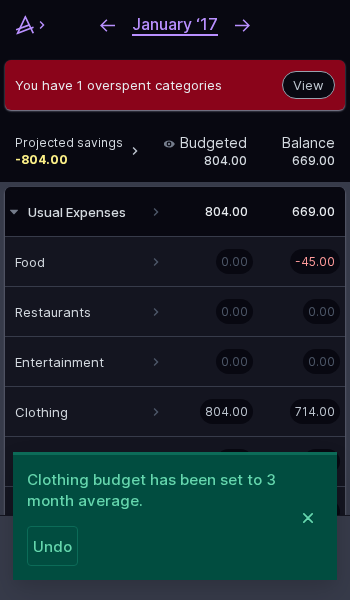 January ‘17
You have 1 overspent categories
View
Projected savings
-804.00
Budgeted
804.00
Balance
669.00
Usual Expenses 804.00 669.00
Food 0.00 -45.00
Restaurants 0.00 0.00
Entertainment 0.00 0.00
Clothing 804.00 714.00
Clothing budget has been set to 3
month average.
Undo